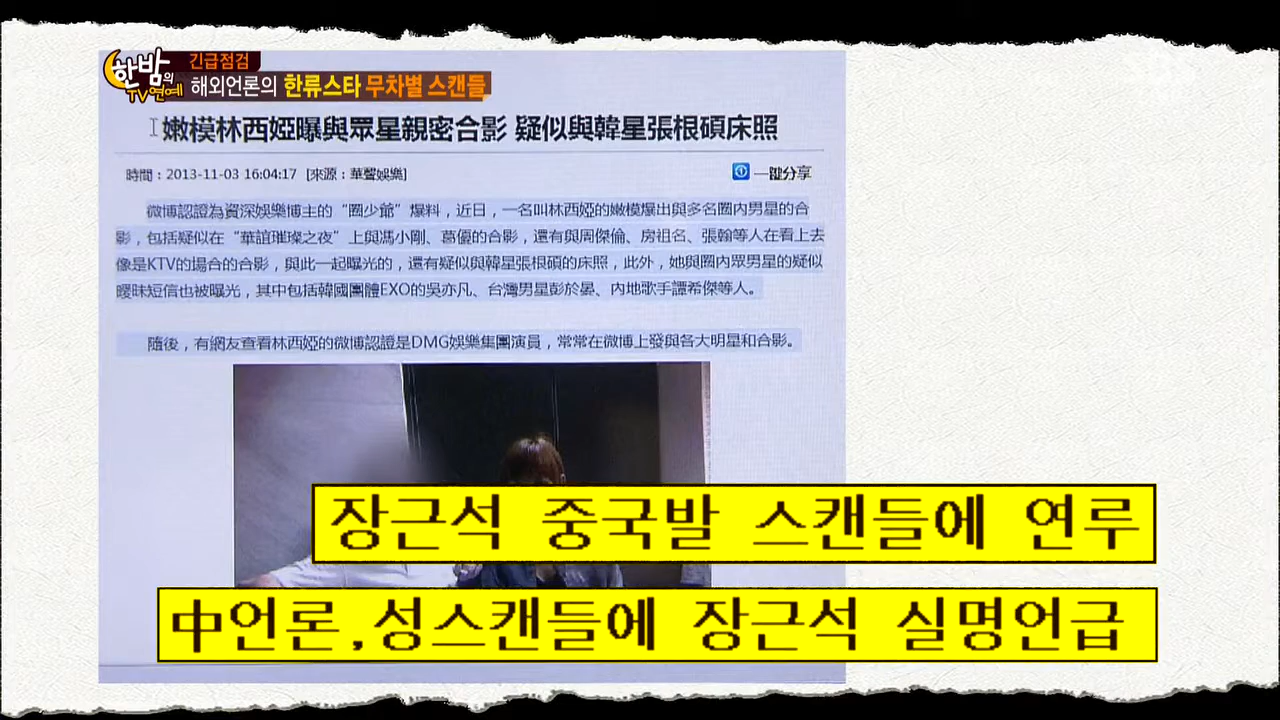 한밤의
TV연예
긴급점검
해외언론의 한류스타 무차별 스캔들
嫩模林西婭曝與眾星親密合影 疑似與韓星張根碩床照
時間：2013-11-03 16:04:17 [來源：華聲娛樂]
一鍵分享
微博認證為資深娛樂博主的“圈少爺”爆料，近日，一名叫林西婭的嫩模爆出與多名圈內男星的合
影，包括疑似在“華誼璀璨之夜”上與馮小剛、葛優的合影，還有與周傑倫、房祖名、張翰等人在看上去
像是KTV的場合的合影，與此一起曝光的，還有疑似與韓星張根碩的床照，此外，她與圈內眾男星的疑似
曖昧短信也被曝光，其中包括韓國團體EXO的吳亦凡、台灣男星彭於晏、內地歌手譚希傑等人。
隨後，有網友查看林西婭的微博認證是DMG娛樂集團演員，常常在微博上發與各大明星和合影。
장근석 중국발 스캔들에 연루
中언론,성스캔들에 장근석 실명언급